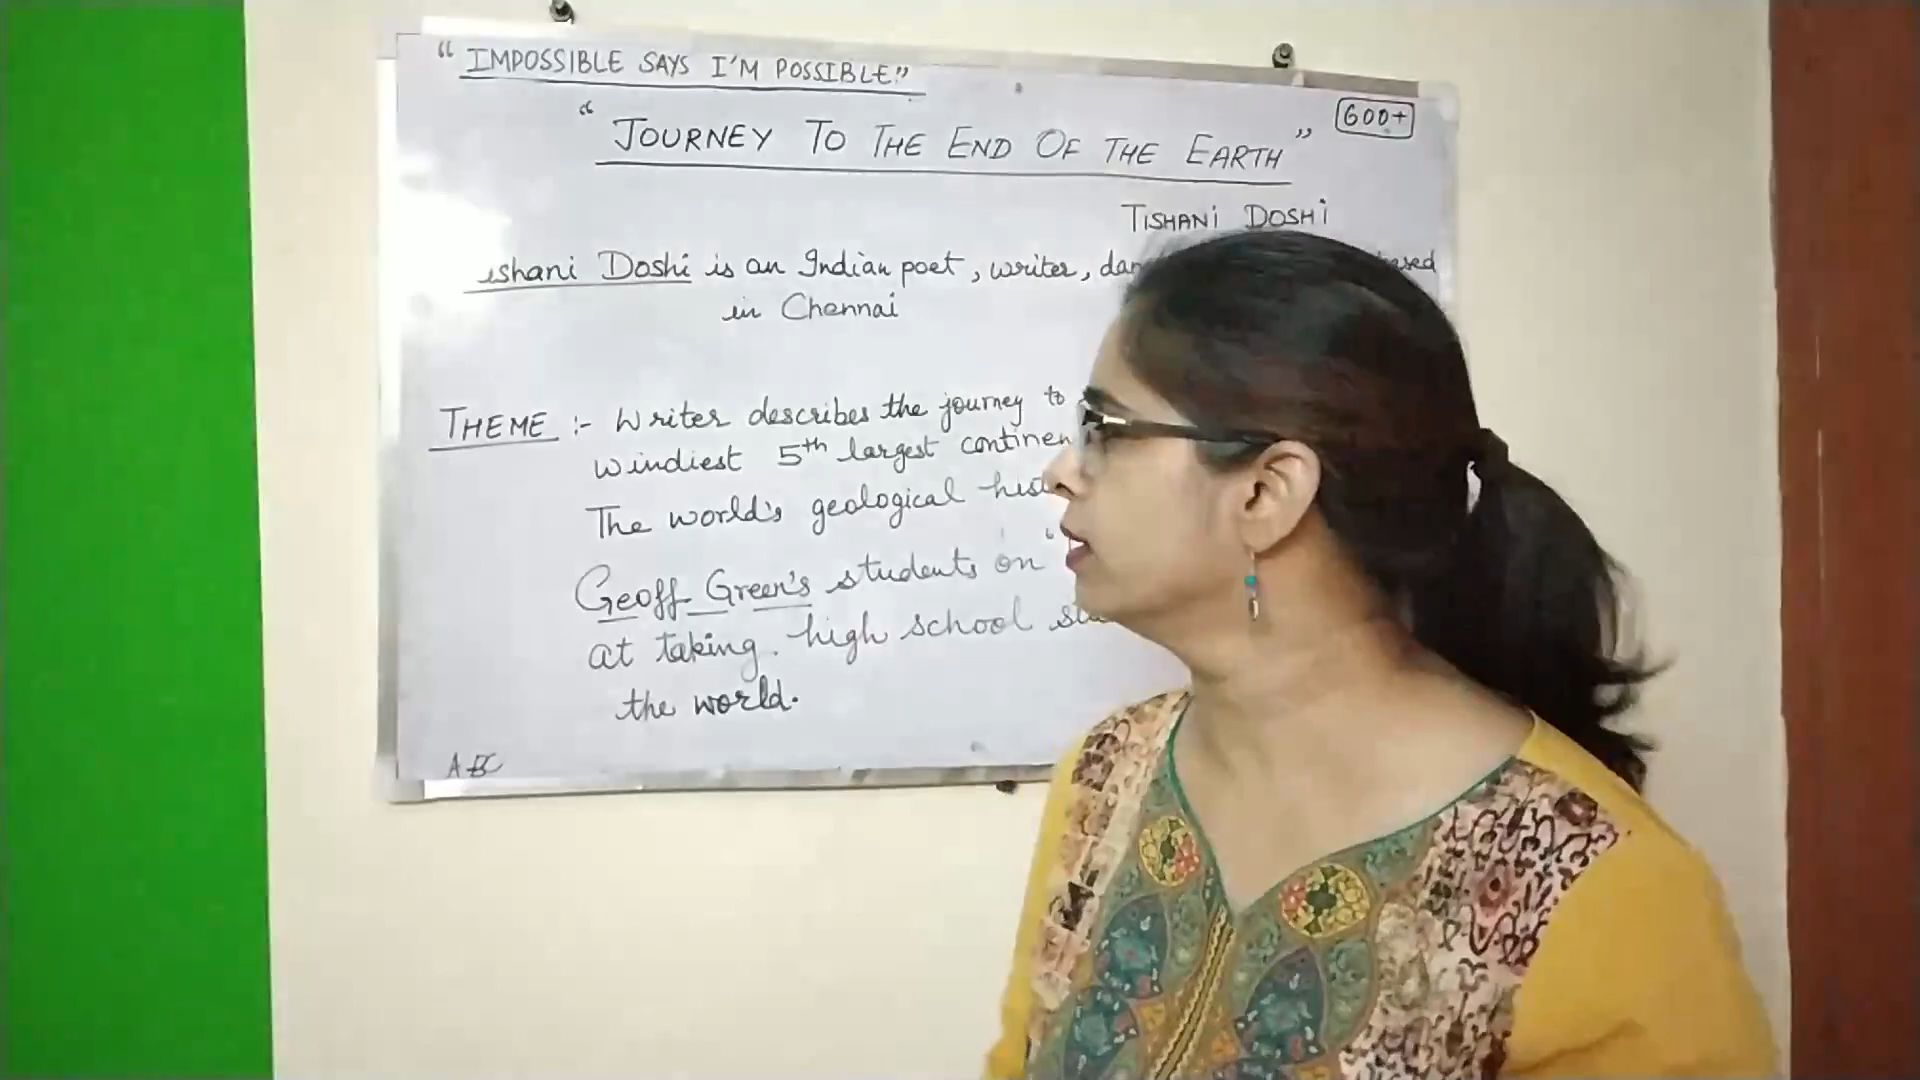 "IMPOSSIBLE SAYS I'M POSSIBLE"
600+
"JOURNEY TO THE END OF THE EARTH"
TISHANI DOSHI
ishani Doshi is an Indian poet, writer,
in Chennai
THEME :- Writer describes the journey to
windiest 5th largest
The world's geological
Geoff Green's students on "
at taking high school
the world.
ABC